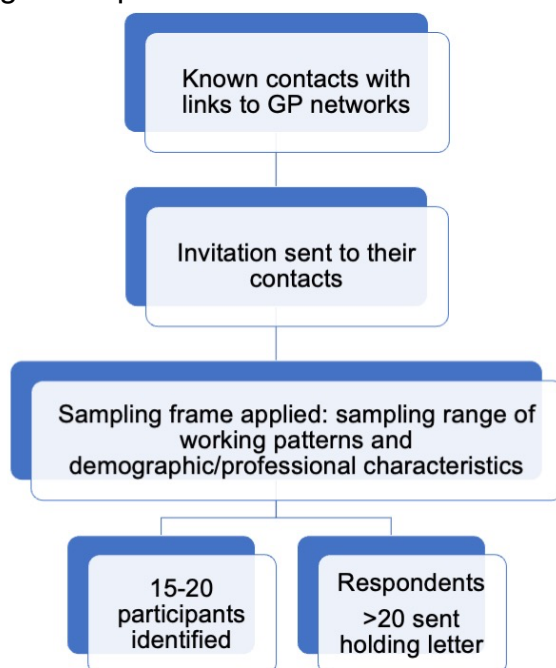 Known contacts with
links to GP networks
Invitation sent to their
contacts
Sampling frame applied: sampling range of
working patterns and
demographic/professional characteristics
15-20
participants
identified
Respondents
>20 sent
holding letter